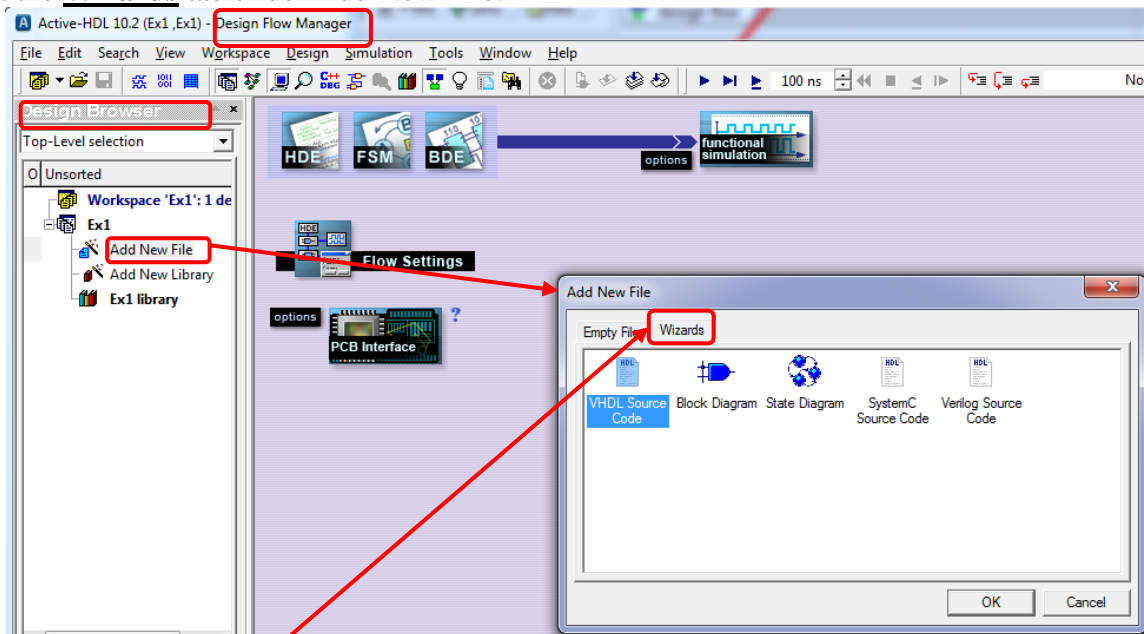 Active-HDL 10.2 (Ex1 ,Ex1) - Design Flow Manager
File Edit Search View Workspace Design Simulation Tools Window Help
100 ns
No
Design Browser
Top-Level selection
O Unsorted
Workspace 'Ex1': 1 de
Ex1
Add New File
Add New Library
Ex1 library
HDE FSM BDE
options
functional simulation
HDE
Flow Settings
options
PCB Interface
?
Add New File
Empty File Wizards
VHDL Source Code
Block Diagram
State Diagram
SystemC Source Code
Verilog Source Code
OK Cancel